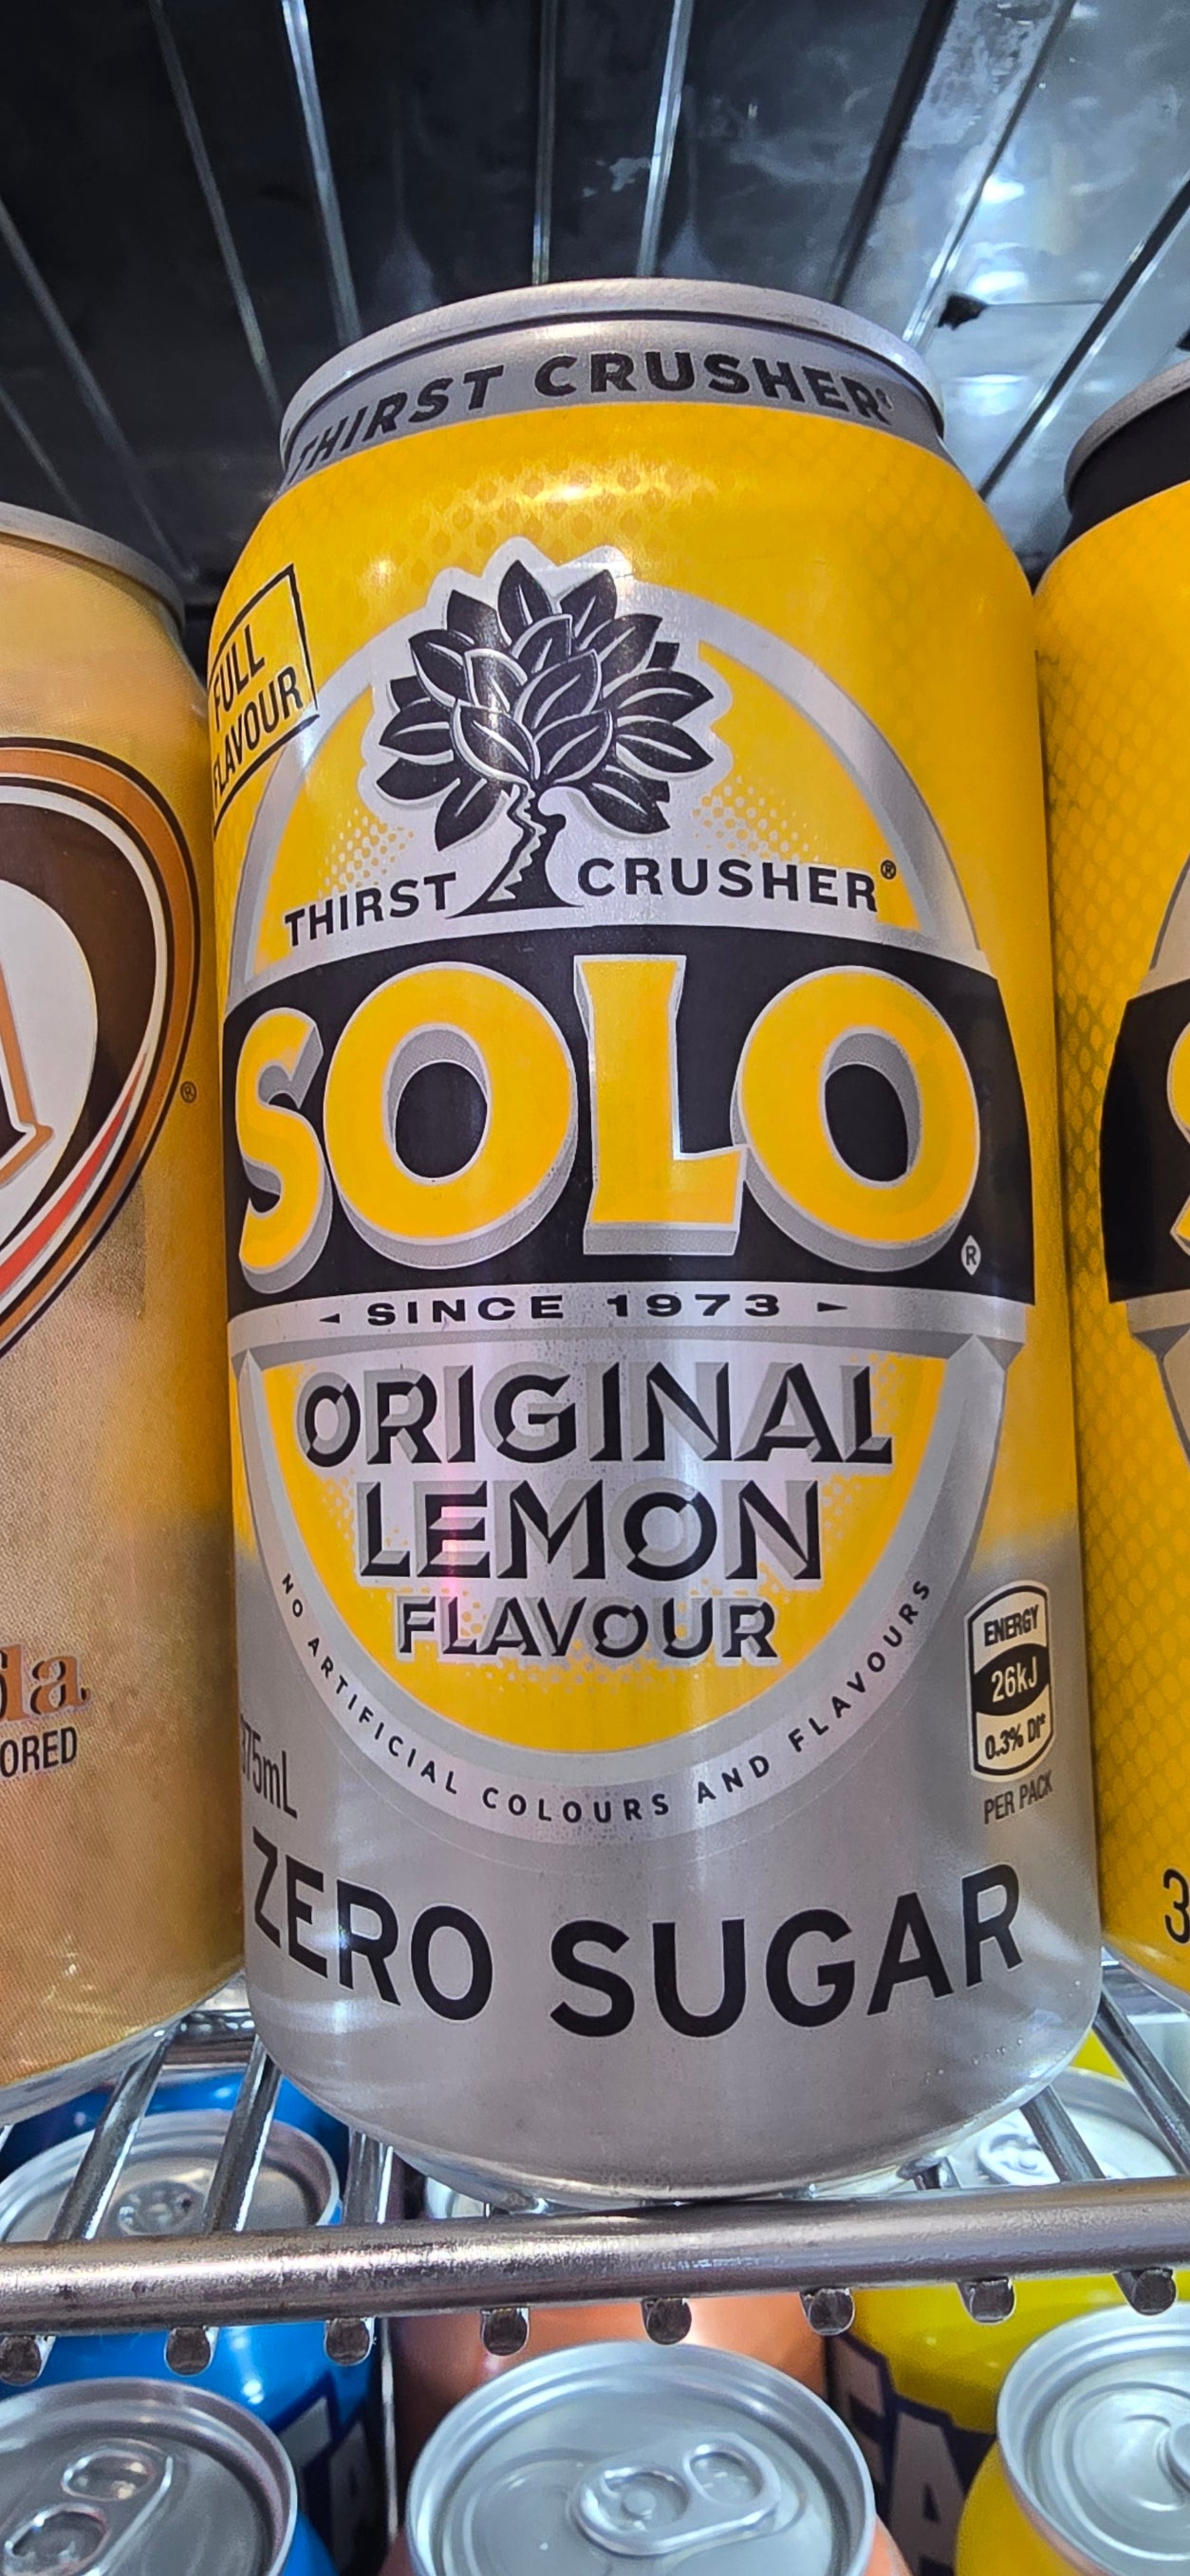 THIRST CRUSHER
FULL
FLAVOUR
THIRST CRUSHER®
SOLO®
- SINCE 1973 -
ORIGINAL
LEMON
FLAVOUR
NO ARTIFICIAL COLOURS AND FLAVOURS
ENERGY
26kJ
0.3% DI*
PER PACK
ZERO SUGAR